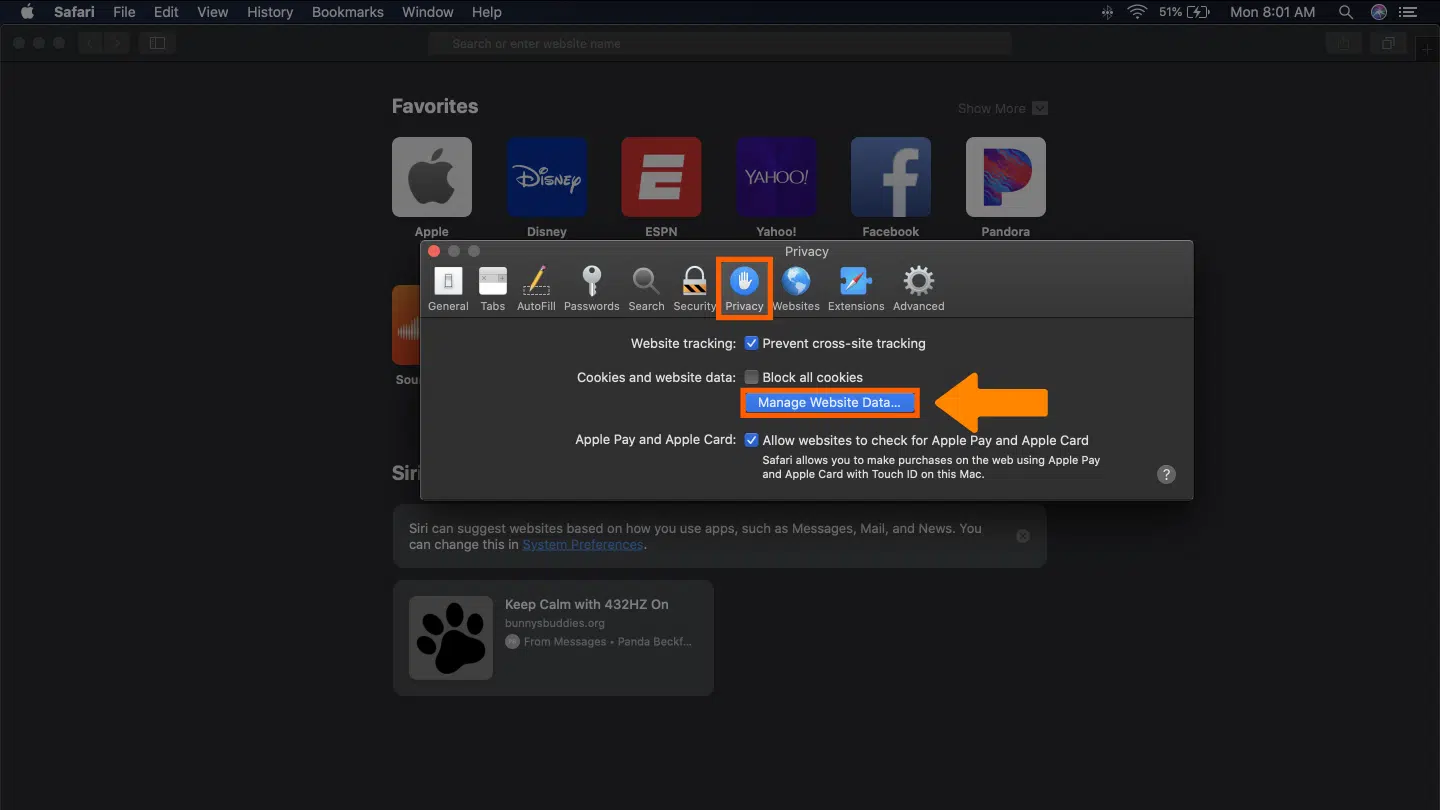 Safari File Edit View History Bookmarks Window Help 51% Mon 8:01 AM
Search or enter website name
Favorites
Show More
Disney
E
YAHOO!
f
P
Apple Disney ESPN Yahoo! Facebook Pandora
Privacy
General Tabs AutoFill Passwords Search Security Privacy Websites Extensions Advanced
Website tracking: Prevent cross-site tracking
Cookies and website data: Block all cookies
Manage Website Data...
Sou
Apple Pay and Apple Card: Allow websites to check for Apple Pay and Apple Card
Safari allows you to make purchases on the web using Apple Pay
and Apple Card with Touch ID on this Mac.
?
Siri
Siri can suggest websites based on how you use apps, such as Messages, Mail, and News. You
can change this in System Preferences.
Keep Calm with 432HZ On
bunnysbuddies.org
From Messages • Panda Beckf...